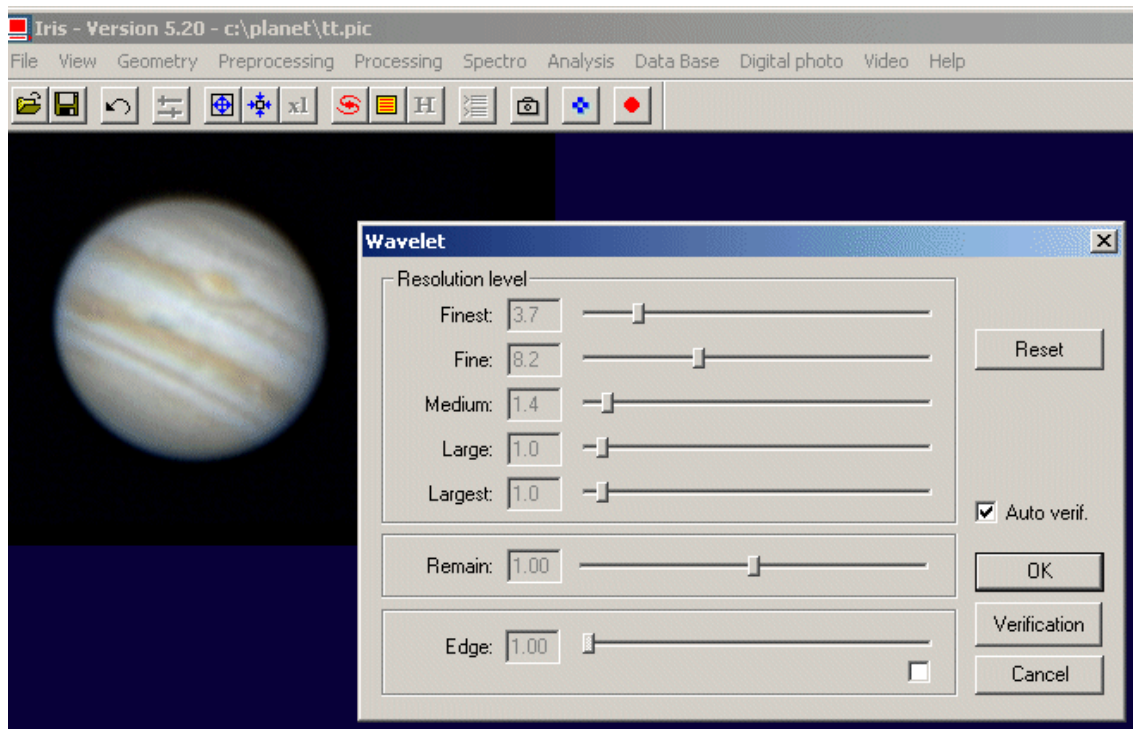 Iris - Version 5.20 - c:\planet\tt.pic
File View Geometry Preprocessing Processing Spectro Analysis Data Base Digital photo Video Help
x1 H
Wavelet
Resolution level
Finest: 3.7
Fine: 8.2
Medium: 1.4
Large: 1.0
Largest: 1.0
Remain: 1.00
Edge: 1.00
Reset
Auto verif.
OK
Verification
Cancel